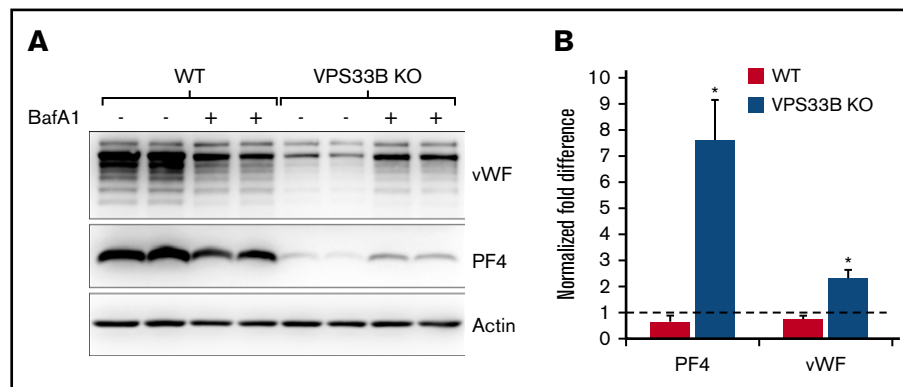 A
WT VPS33B KO
BafA1 - - + + - - + +
vWF
PF4
Actin
B
WT
VPS33B KO
Normalized fold difference
10
9
8
7
6
5
4
3
2
1
0
* *
PF4 vWF